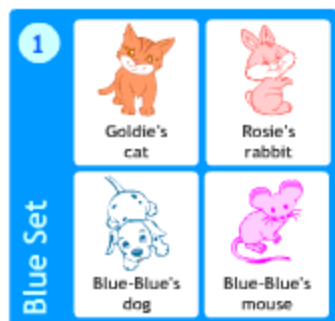 1
Goldie's
cat
Rosie's
rabbit
Blue Set
Blue-Blue's
dog
Blue-Blue's
mouse